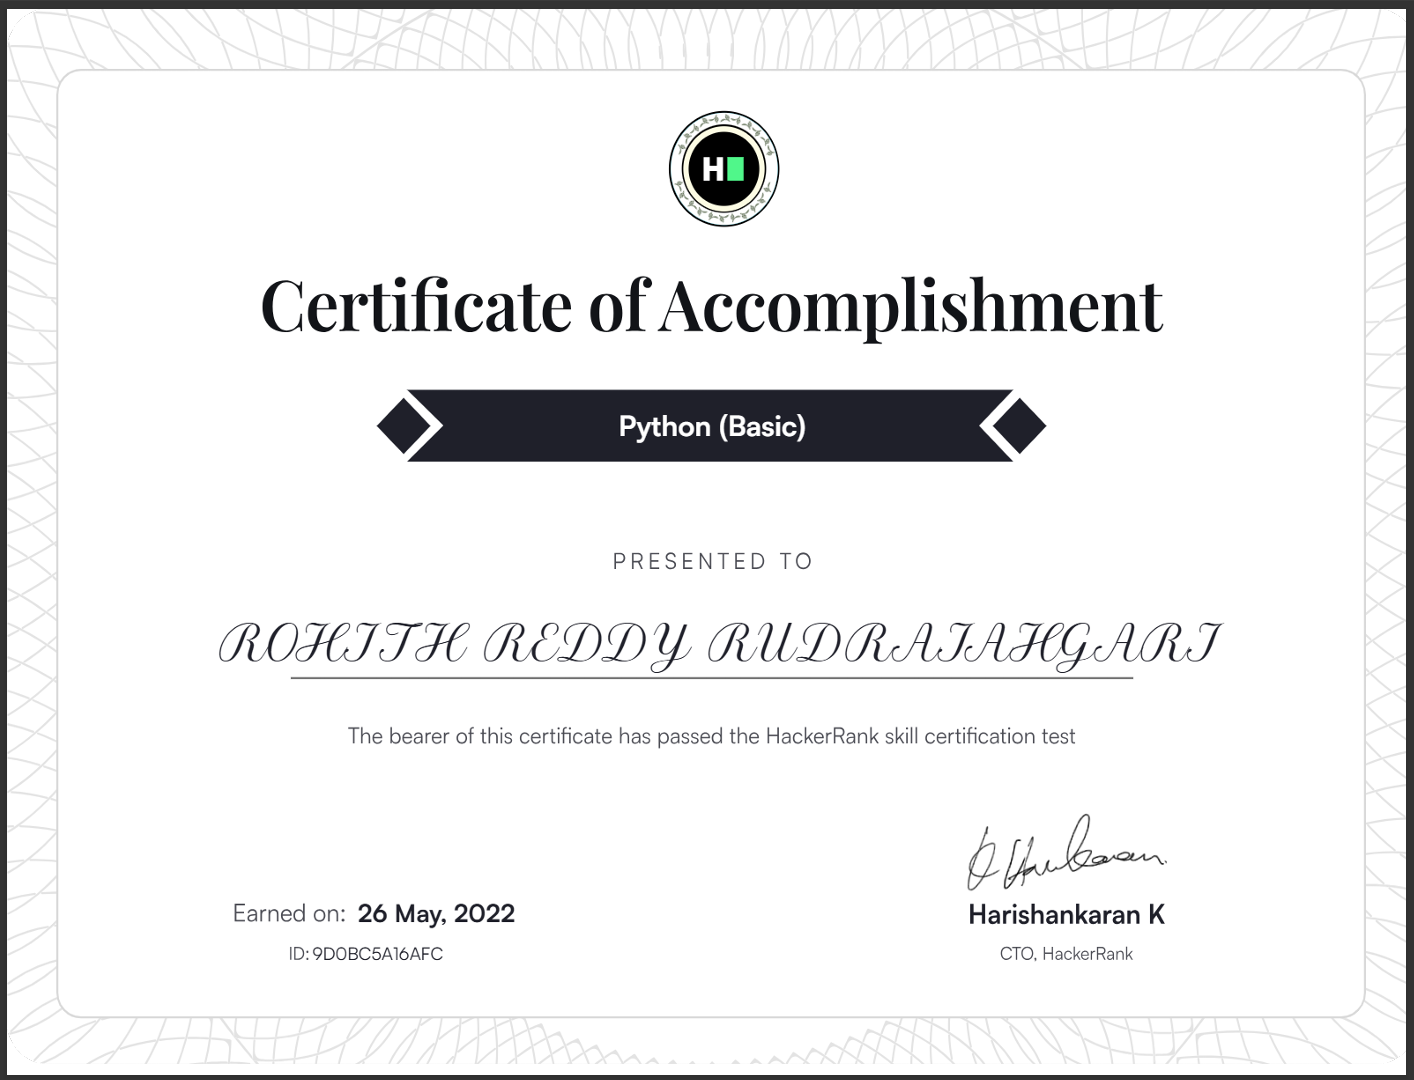 H
Certificate of Accomplishment
Python (Basic)
PRESENTED TO
ROHITH REDDY RUDRAIAHGARI
The bearer of this certificate has passed the HackerRank skill certification test
Earned on: 26 May, 2022
ID: 9D0BC5A16AFC
Harishankaran K
CTO, HackerRank